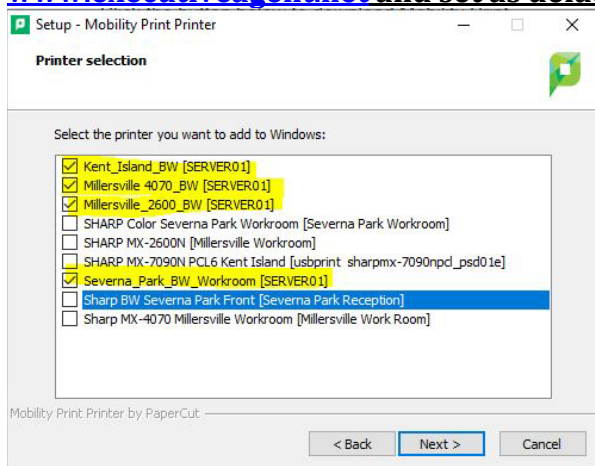 Setup - Mobility Print Printer
Printer selection
Select the printer you want to add to Windows:
Kent_Island_BW [SERVER01]
Millersville 4070_BW [SERVER01]
Millersville_2600_BW [SERVER01]
SHARP Color Severna Park Workroom [Severna Park Workroom]
SHARP MX-2600N [Millersville Workroom]
SHARP MX-7090N PCL6 Kent Island [usbprint sharpmx-7090npcl_psd01e]
Severna_Park_BW_Workroom [SERVER01]
Sharp BW Severna Park Front [Severna Park Reception]
Sharp MX-4070 Millersville Workroom [Millersville Work Room]
Mobility Print Printer by PaperCut
< Back Next > Cancel